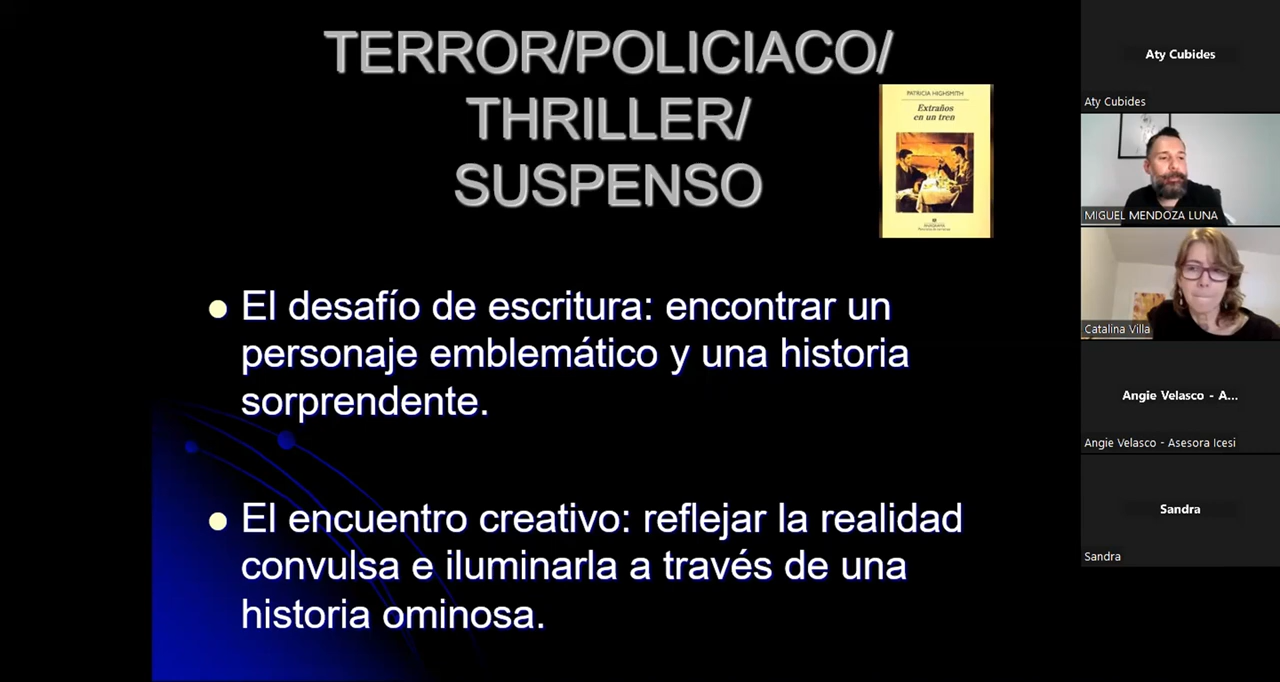 TERROR/POLICIACO/
THRILLER/
SUSPENSO
PATRICIA HIGHSMITH
Extraños
en un tren
El desafío de escritura: encontrar un
personaje emblemático y una historia
sorprendente.
El encuentro creativo: reflejar la realidad
convulsa e iluminarla a través de una
historia ominosa.
Aty Cubides
Aty Cubides
MIGUEL MENDOZA LUNA
Catalina Villa
Angie Velasco - A...
Angie Velasco - Asesora Icesi
Sandra
Sandra